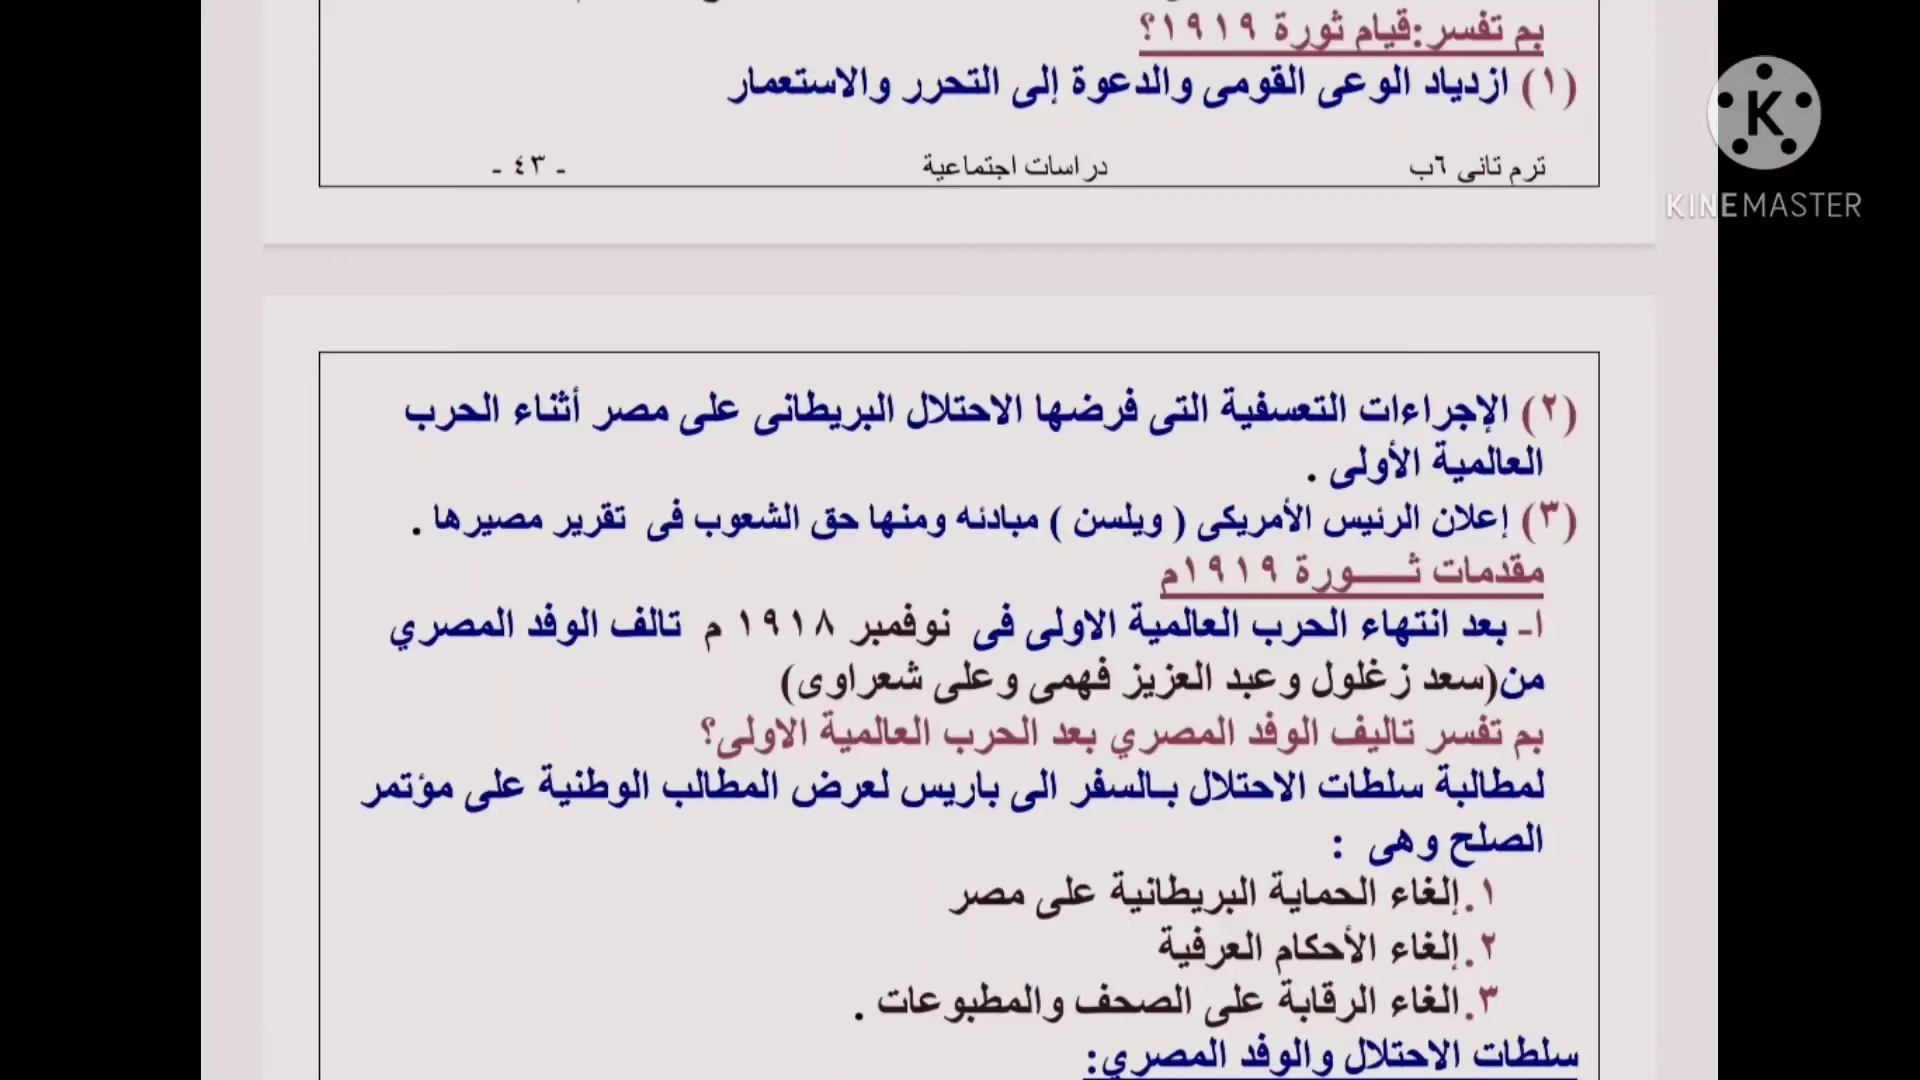 بم تفسر:قيام ثورة ١٩١٩؟
(١) ازدياد الوعى القومى والدعوة إلى التحرر والاستعمار
ترم تانى ٦ب دراسات اجتماعية - ٤٣ -
KINEMASTER
(٢) الإجراءات التعسفية التى فرضها الاحتلال البريطانى على مصر أثناء الحرب
العالمية الأولى .
(٣) إعلان الرئيس الأمريكى ( ويلسن ) مبادئه ومنها حق الشعوب فى تقرير مصيرها .
مقدمات ثـــــورة ١٩١٩م
ا- بعد انتهاء الحرب العالمية الاولى فى نوفمبر ١٩١٨ م تالف الوفد المصري
من(سعد زغلول وعبد العزيز فهمى وعلى شعراوى)
بم تفسر تاليف الوفد المصري بعد الحرب العالمية الاولى؟
لمطالبة سلطات الاحتلال بالسفر الى باريس لعرض المطالب الوطنية على مؤتمر
الصلح وهى :
١.إلغاء الحماية البريطانية على مصر
٢.إلغاء الأحكام العرفية
٣.الغاء الرقابة على الصحف والمطبوعات .
سلطات الاحتلال والوفد المصري: